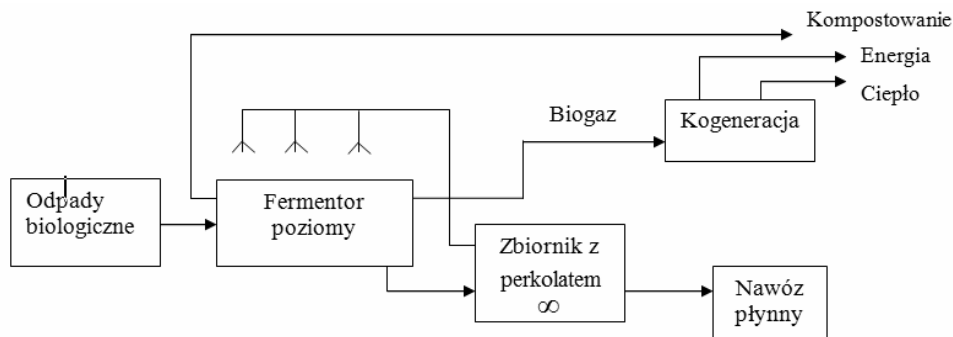 Kompostowanie
Energia
Ciepło
Biogaz
Kogeneracja
Odpady
biologiczne
Fermentor
poziomy
Zbiornik z
perkolatem
∞
Nawóz
płynny